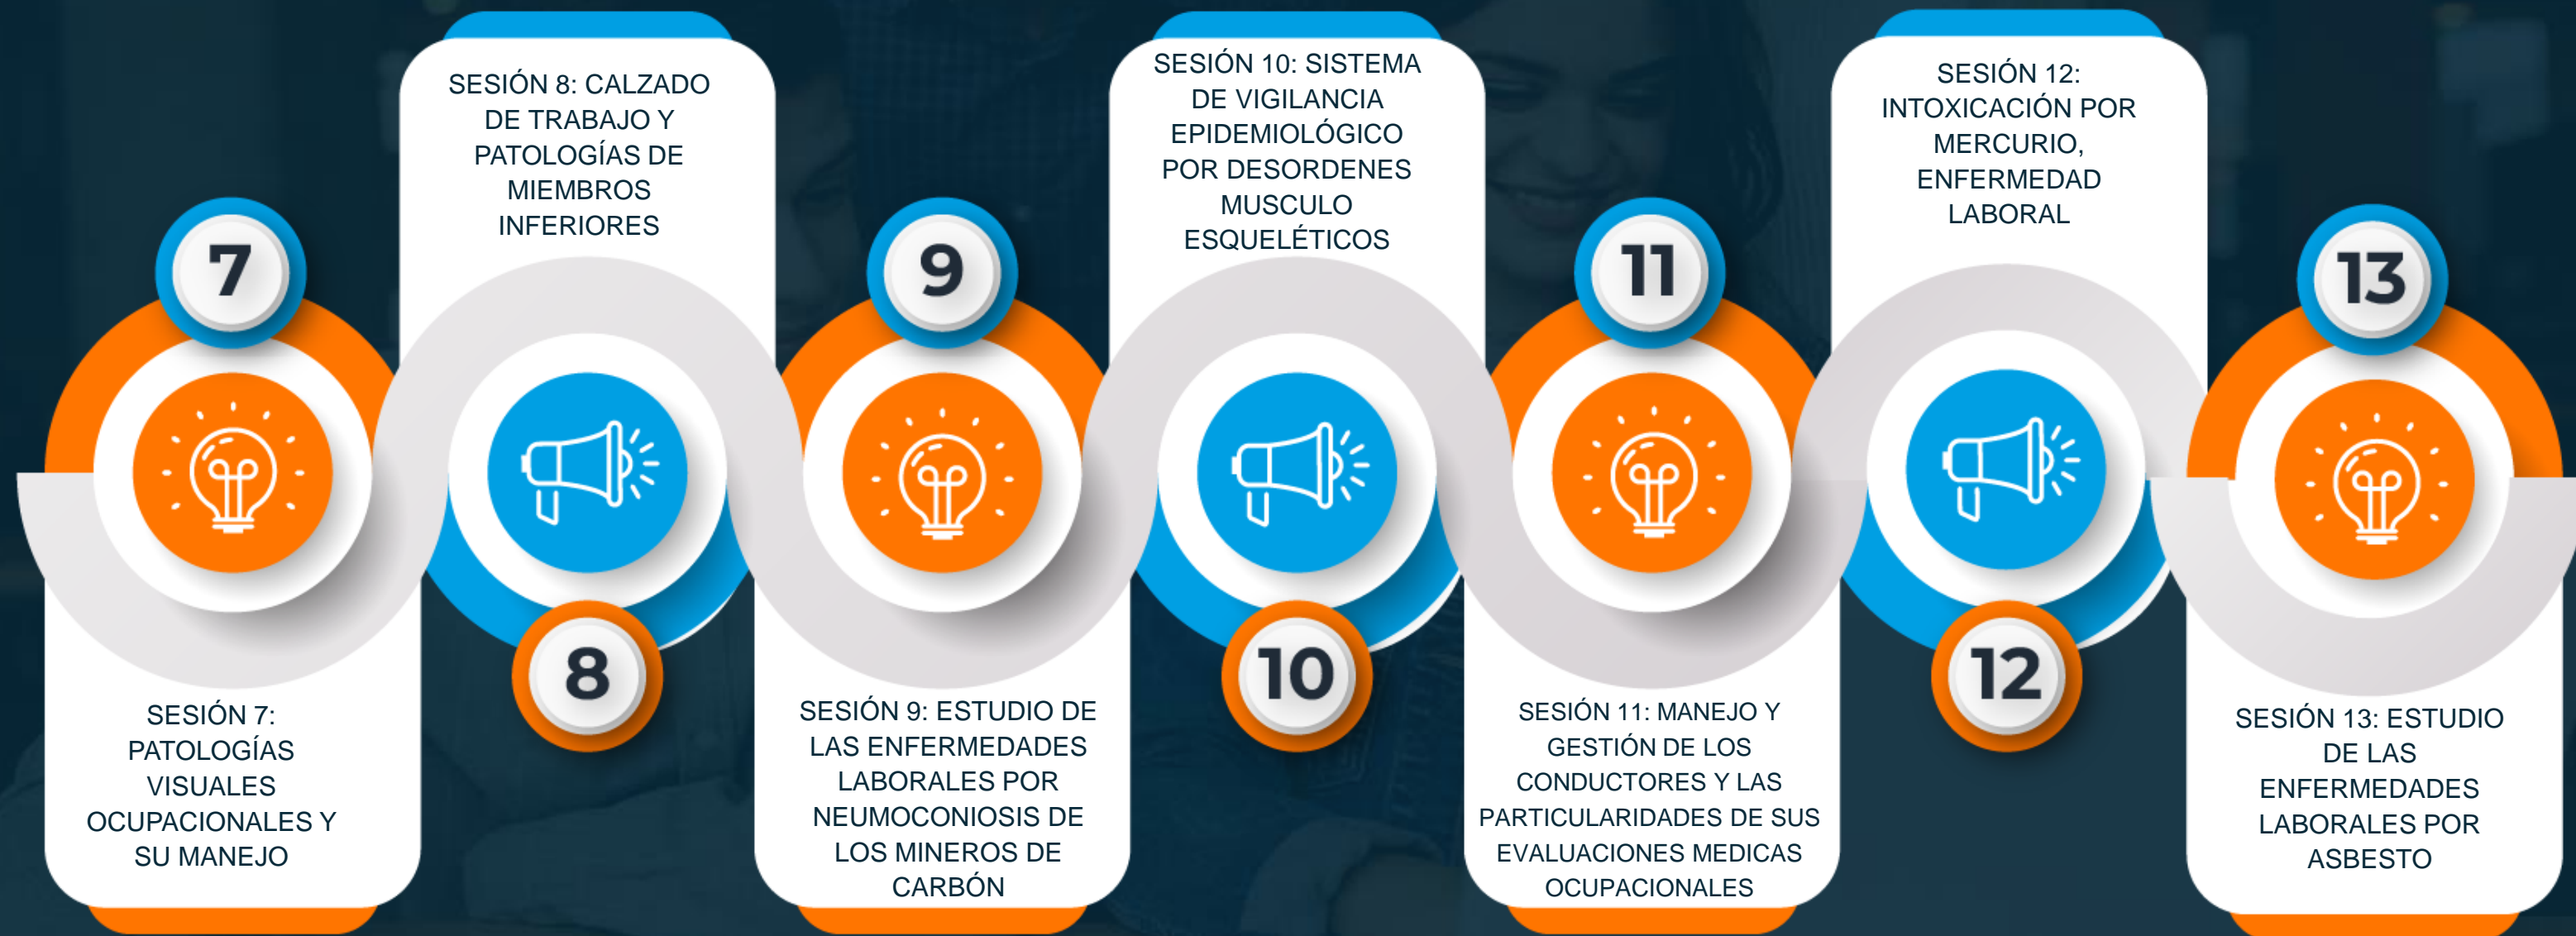 7
SESIÓN 7:
PATOLOGÍAS
VISUALES
OCUPACIONALES Y
SU MANEJO
SESIÓN 8: CALZADO
DE TRABAJO Y
PATOLOGÍAS DE
MIEMBROS
INFERIORES
8
9
SESIÓN 9: ESTUDIO DE
LAS ENFERMEDADES
LABORALES POR
NEUMOCONIOSIS DE
LOS MINEROS DE
CARBÓN
SESIÓN 10: SISTEMA
DE VIGILANCIA
EPIDEMIOLÓGICO
POR DESORDENES
MUSCULO
ESQUELÉTICOS
10
11
SESIÓN 11: MANEJO Y
GESTIÓN DE LOS
CONDUCTORES Y LAS
PARTICULARIDADES DE SUS
EVALUACIONES MEDICAS
OCUPACIONALES
SESIÓN 12:
INTOXICACIÓN POR
MERCURIO,
ENFERMEDAD
LABORAL
12
13
SESIÓN 13: ESTUDIO
DE LAS
ENFERMEDADES
LABORALES POR
ASBESTO